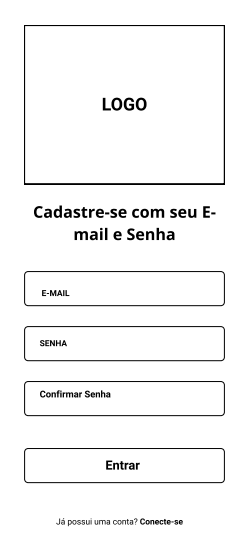 LOGO
Cadastre-se com seu E-
mail e Senha
E-MAIL
SENHA
Confirmar Senha
Entrar
Já possui uma conta? Conecte-se